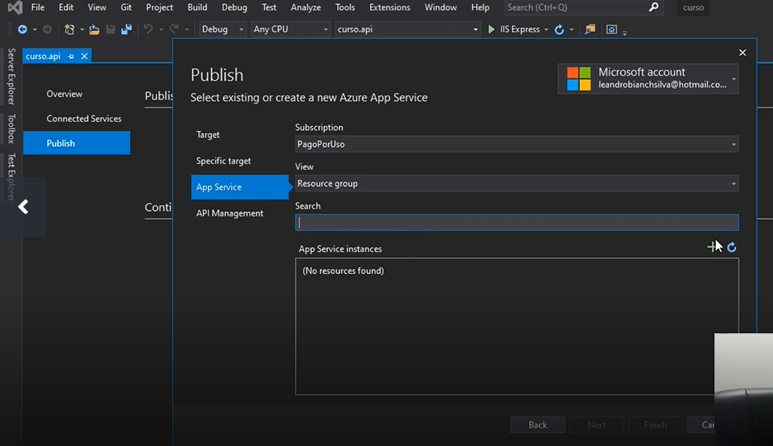 File Edit View Git Project Build Debug Test Analyze Tools Extensions Window Help Search (Ctrl+Q) curso
Debug Any CPU curso.api IIS Express
curso.api
Server Explorer
Toolbox
Test Explorer
Overview
Connected Services
Publish
Publis
Conti
Publish
Select existing or create a new Azure App Service
Microsoft account
leandrobianchsilva@hotmail.co...
Target
Specific target
App Service
API Management
Subscription
PagoPorUso
View
Resource group
Search
App Service instances
(No resources found)
Back Next Finish Can